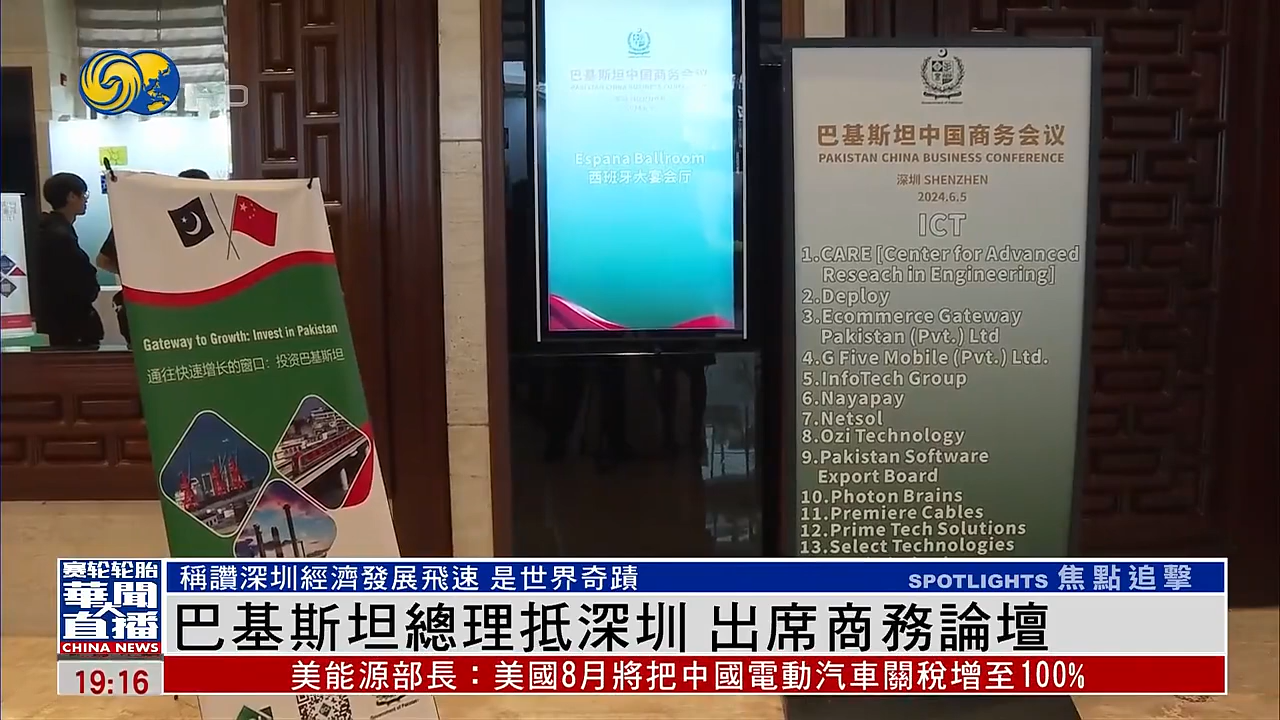 巴基斯坦中国商务会议
Espana Ballroom
西班牙大宴会厅
巴基斯坦中国商务会议
PAKISTAN CHINA BUSINESS CONFERENCE
深圳 SHENZHEN
2024.6.5
ICT
1.CARE [Center for Advanced
Reseach in Engineering]
2.Deploy
3.Ecommerce Gateway
Pakistan (Pvt.) Ltd
4.G Five Mobile (Pvt.) Ltd.
5.InfoTech Group
6.Nayapay
7.Netsol
8.Ozi Technology
9.Pakistan Software
Export Board
10.Photon Brains
11.Premiere Cables
12.Prime Tech Solutions
13.Select Technologies
Gateway to Growth: Invest in Pakistan
通往快速增长的窗口：投资巴基斯坦
赛轮轮胎
華聞大直播
CHINA NEWS
19:16
稱讚深圳經濟發展飛速 是世界奇蹟
SPOTLIGHTS 焦點追擊
巴基斯坦總理抵深圳 出席商務論壇
美能源部長：美國8月將把中國電動汽車關稅增至100%